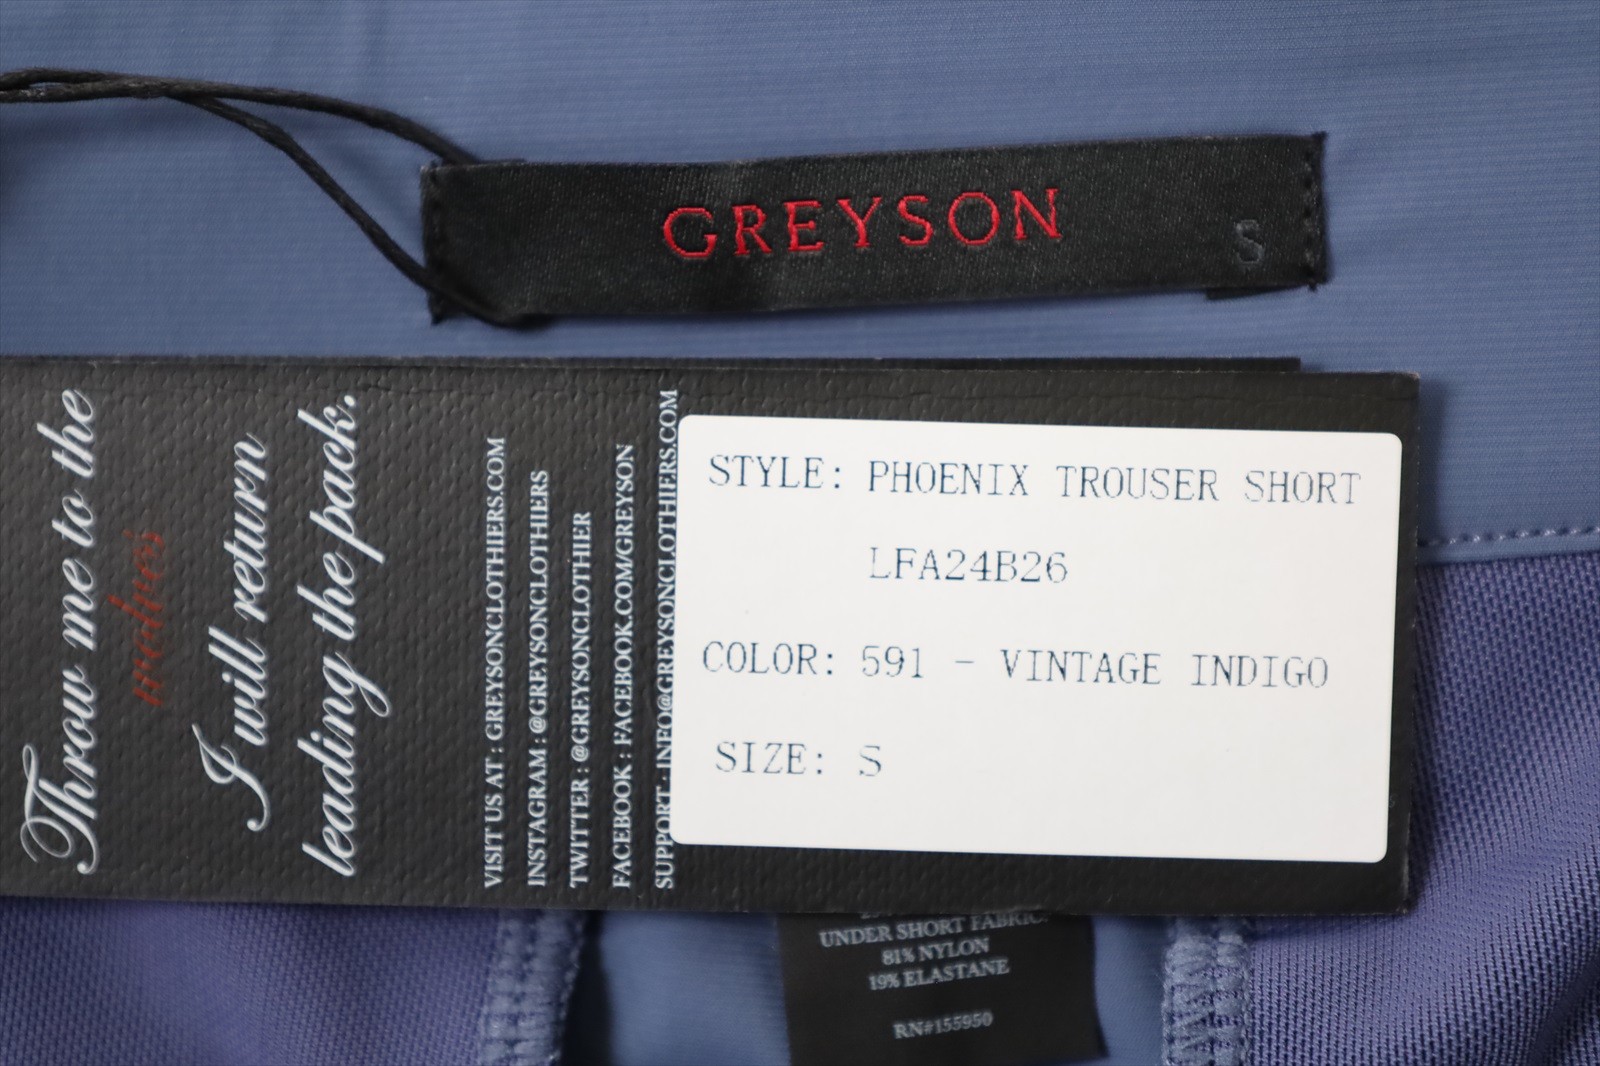 GREYSON
S
Throw me to the
wolves
I will return
leading the back.
VISIT US AT : GREYSONCLOTHIERS.COM
INSTAGRAM : @GREYSONCLOTHIERS
TWITTER : @GREYSONCLOTHIER
FACEBOOK : FACEBOOK.COM/GREYSON
SUPPORT : INFO@GREYSONCLOTHIERS.COM
STYLE: PHOENIX TROUSER SHORT
LFA24B26
COLOR: 591 - VINTAGE INDIGO
SIZE: S
UNDER SHORT FABRIC:
81% NYLON
19% ELASTANE
RN#155950